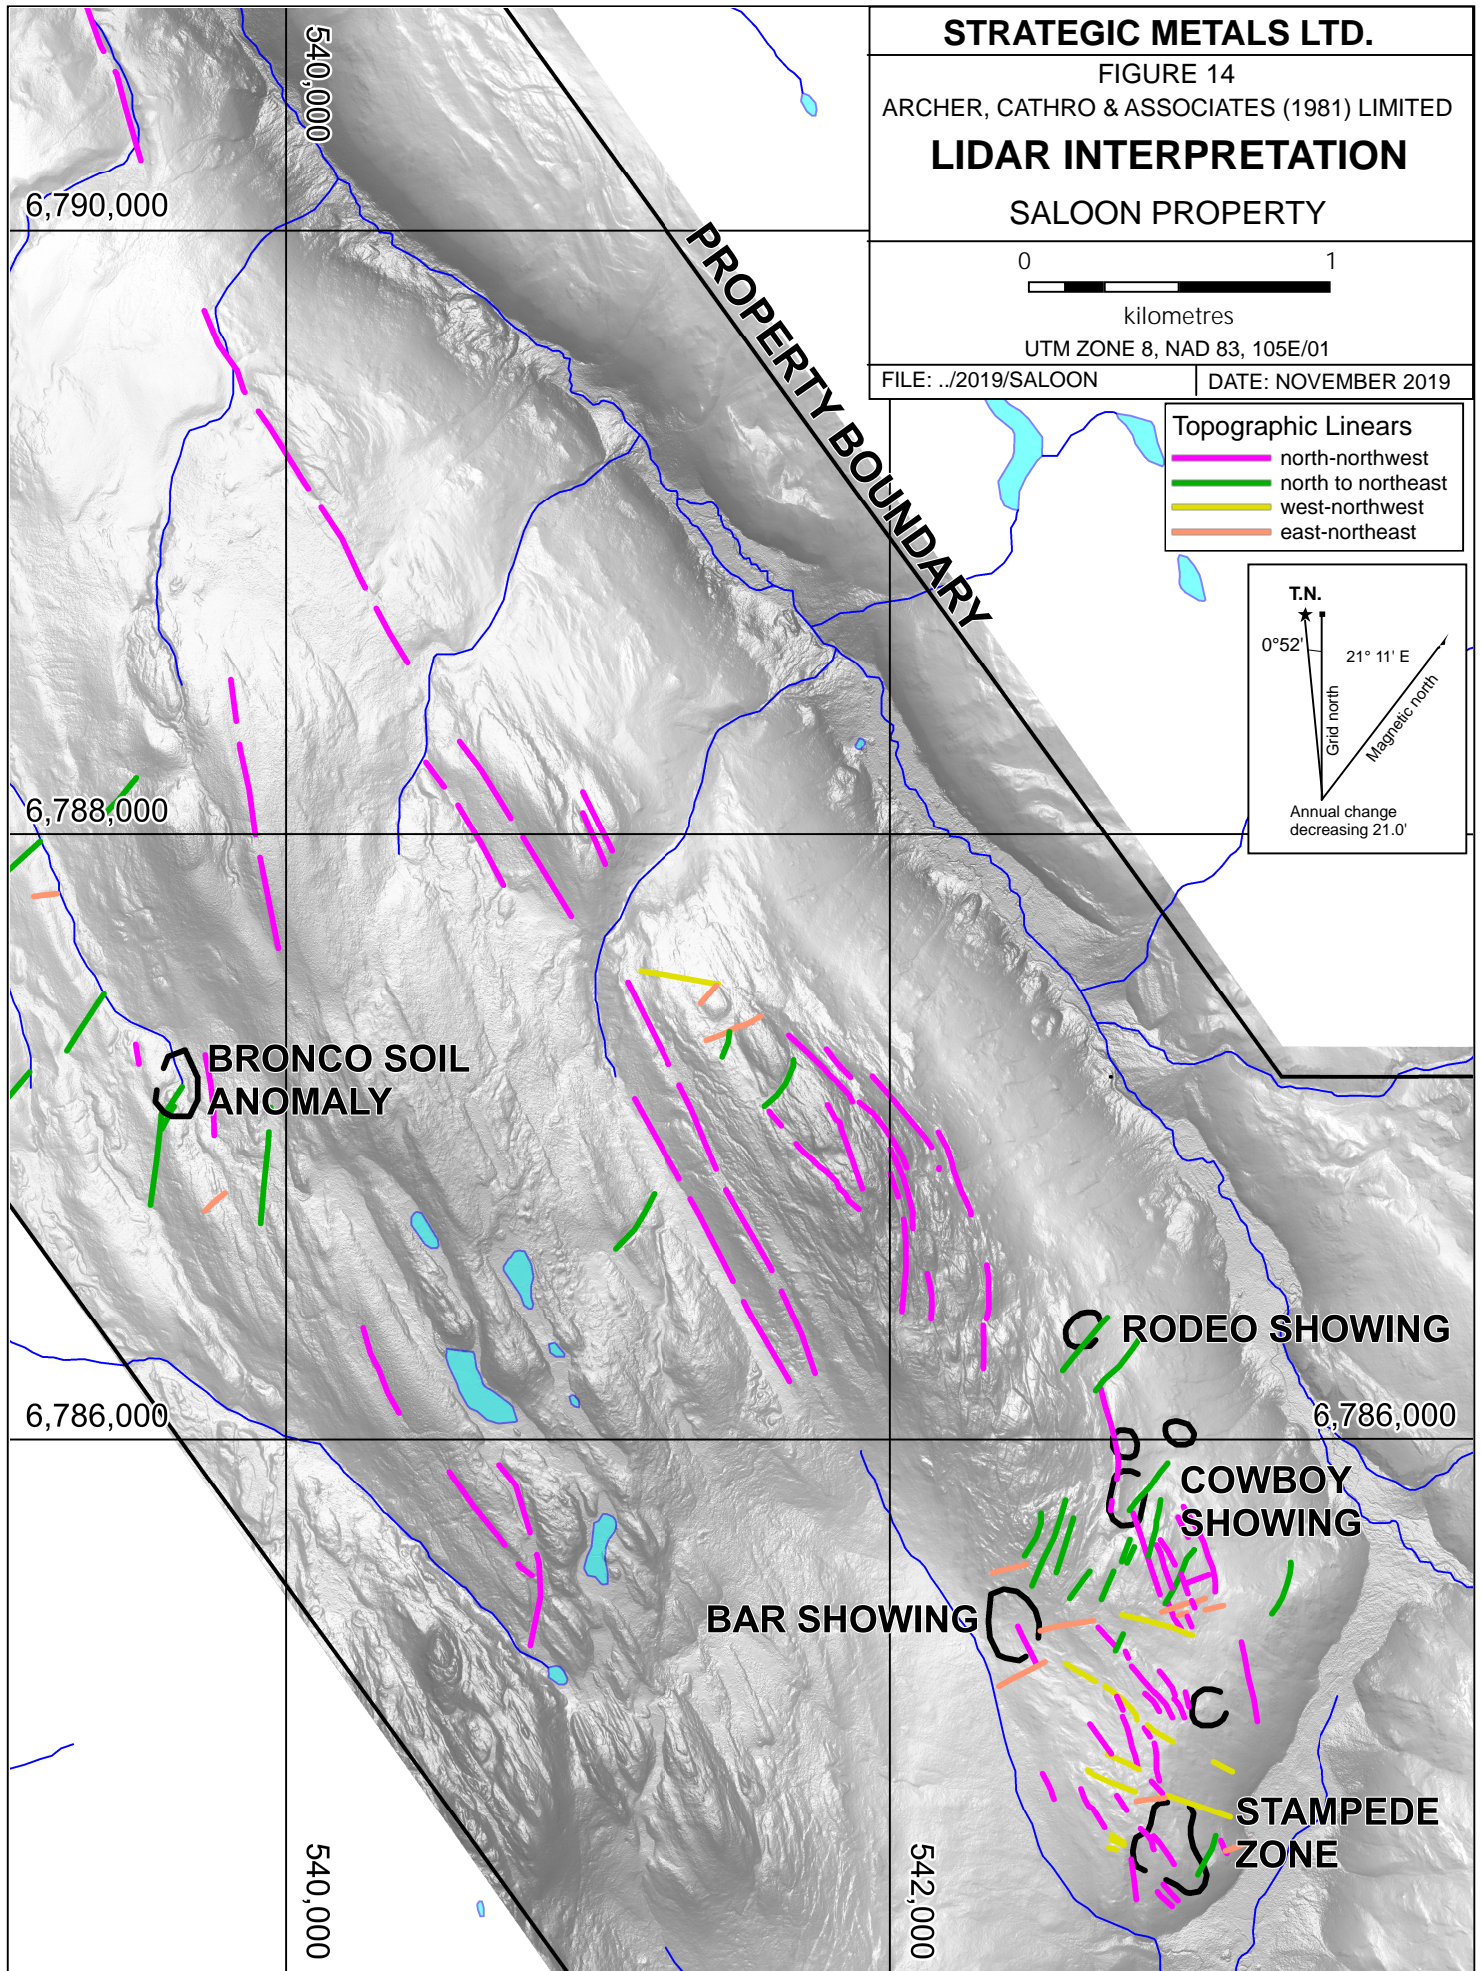 STRATEGIC METALS LTD.
FIGURE 14
ARCHER, CATHRO & ASSOCIATES (1981) LIMITED
LIDAR INTERPRETATION
SALOON PROPERTY
0 1
kilometres
UTM ZONE 8, NAD 83, 105E/01
FILE: ../2019/SALOON
DATE: NOVEMBER 2019
Topographic Linears
north-northwest
north to northeast
west-northwest
east-northeast
T.N.
0°52'
21° 11' E
Grid north
Magnetic north
Annual change
decreasing 21.0'
540,000
6,790,000
PROPERTY BOUNDARY
6,788,000
BRONCO SOIL
ANOMALY
RODEO SHOWING
6,786,000
6,786,000
COWBOY
SHOWING
BAR SHOWING
STAMPEDE
ZONE
540,000
542,000